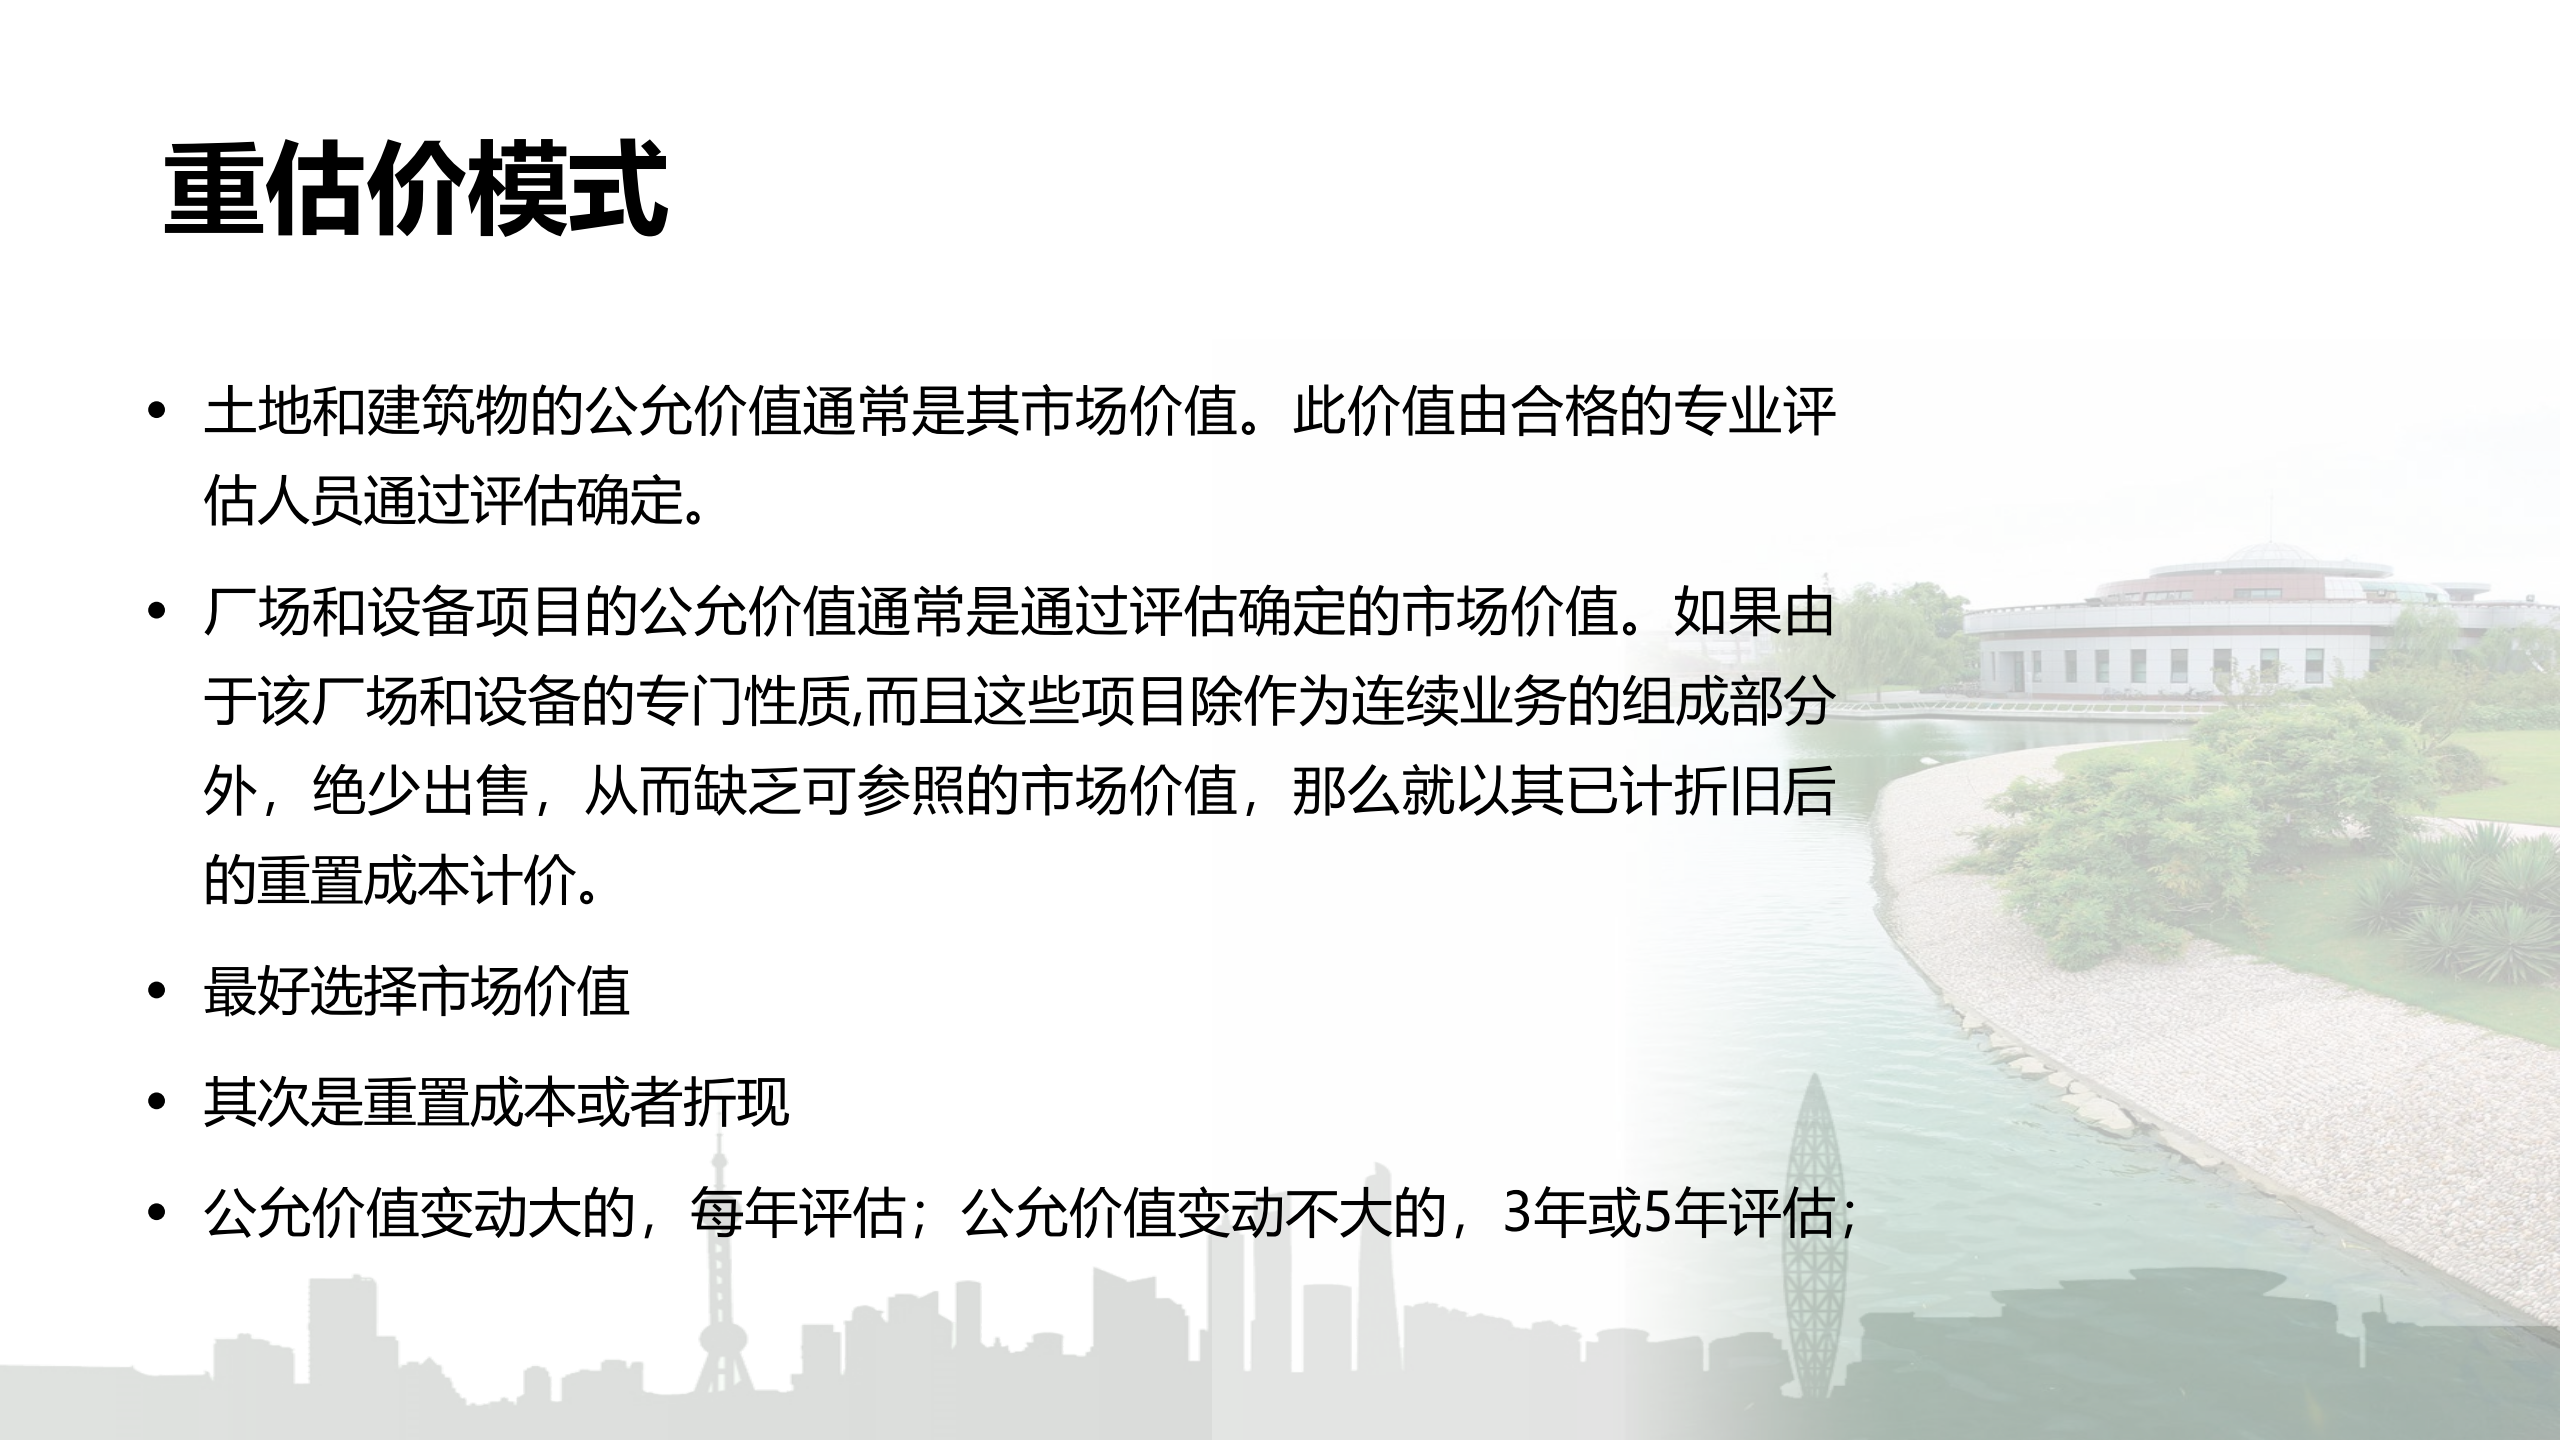 重估价模式
• 土地和建筑物的公允价值通常是其市场价值。此价值由合格的专业评
估人员通过评估确定。
• 厂场和设备项目的公允价值通常是通过评估确定的市场价值。如果由
于该厂场和设备的专门性质,而且这些项目除作为连续业务的组成部分
外，绝少出售，从而缺乏可参照的市场价值，那么就以其已计折旧后
的重置成本计价。
• 最好选择市场价值
• 其次是重置成本或者折现
• 公允价值变动大的，每年评估；公允价值变动不大的，3年或5年评估；